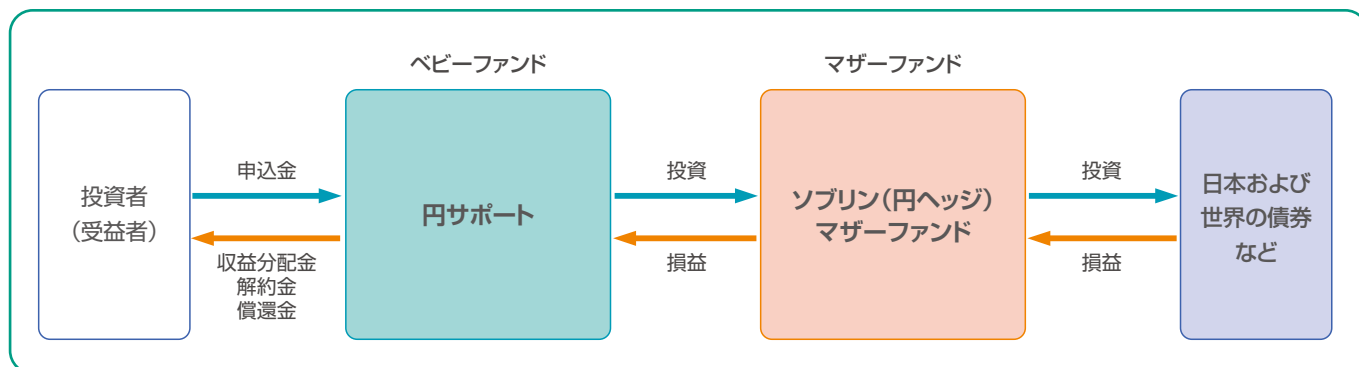 ベビーファンド
マザーファンド
投資者
（受益者）
申込金
収益分配金
解約金
償還金
円サポート
投資
損益
ソブリン（円ヘッジ）
マザーファンド
投資
損益
日本および
世界の債券
など